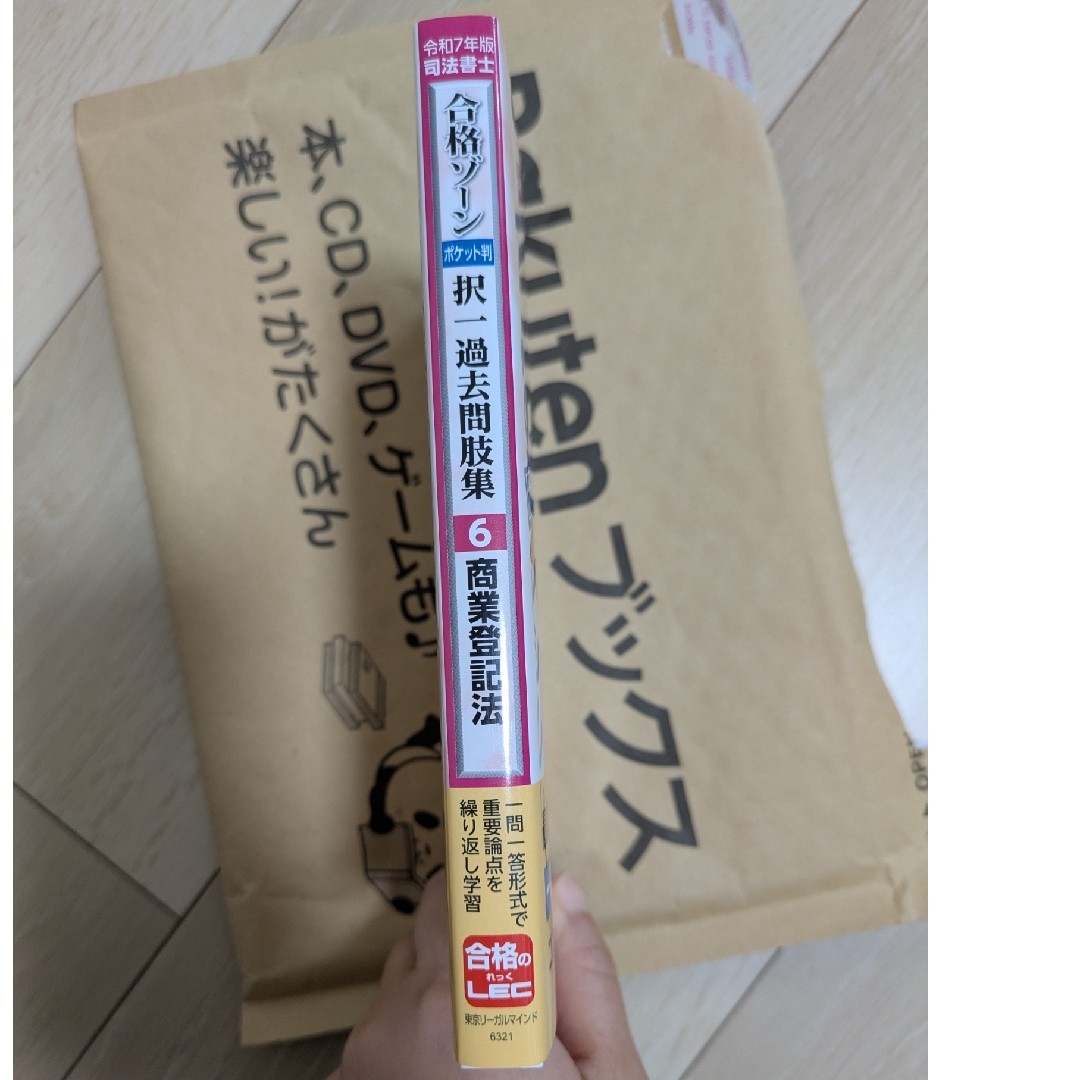 令和7年版
司法書士
合格ゾーン
ポケット判
択一過去問肢集
6
商業登記法
一問一答形式で
重要論点を
繰り返し学習
合格の
れっく
LEC
東京リーガルマインド
6321
Rakuten ブックス
本、CD、DVD、ゲームも、
楽しい!がたくさん